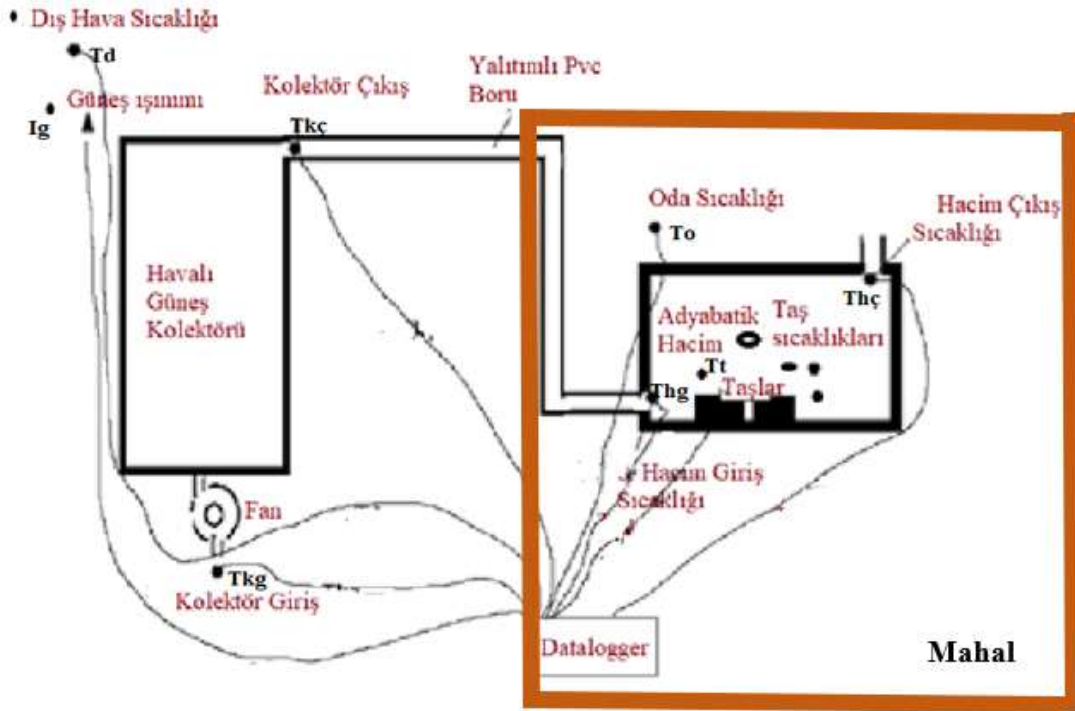 Dış Hava Sıcaklığı
Td
Güneş ışınımı
Ig
Kolektör Çıkış
Tkç
Yalıtımlı Pvc
Boru
Oda Sıcaklığı
To
Hacim Çıkış
Sıcaklığı
Thç
Havalı
Güneş
Kolektörü
Adyabatik
Hacim
Taş
sıcaklıkları
Tt
Thg
Taşlar
Hacim Giriş
Sıcaklığı
Fan
Tkg
Kolektör Giriş
Datalogger
Mahal